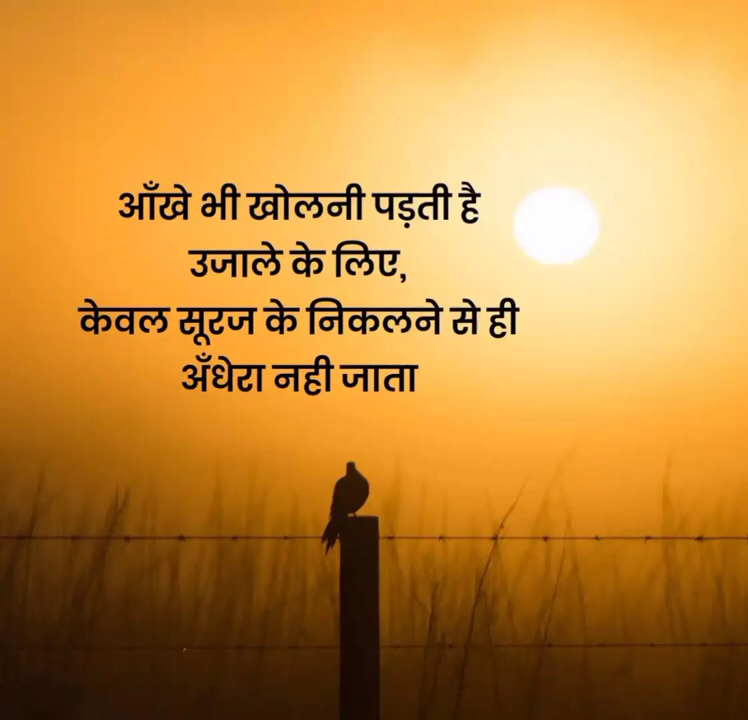 आँखे भी खोलनी पड़ती है
उजाले के लिए,
केवल सूरज के निकलने से ही
अँधेरा नही जाता